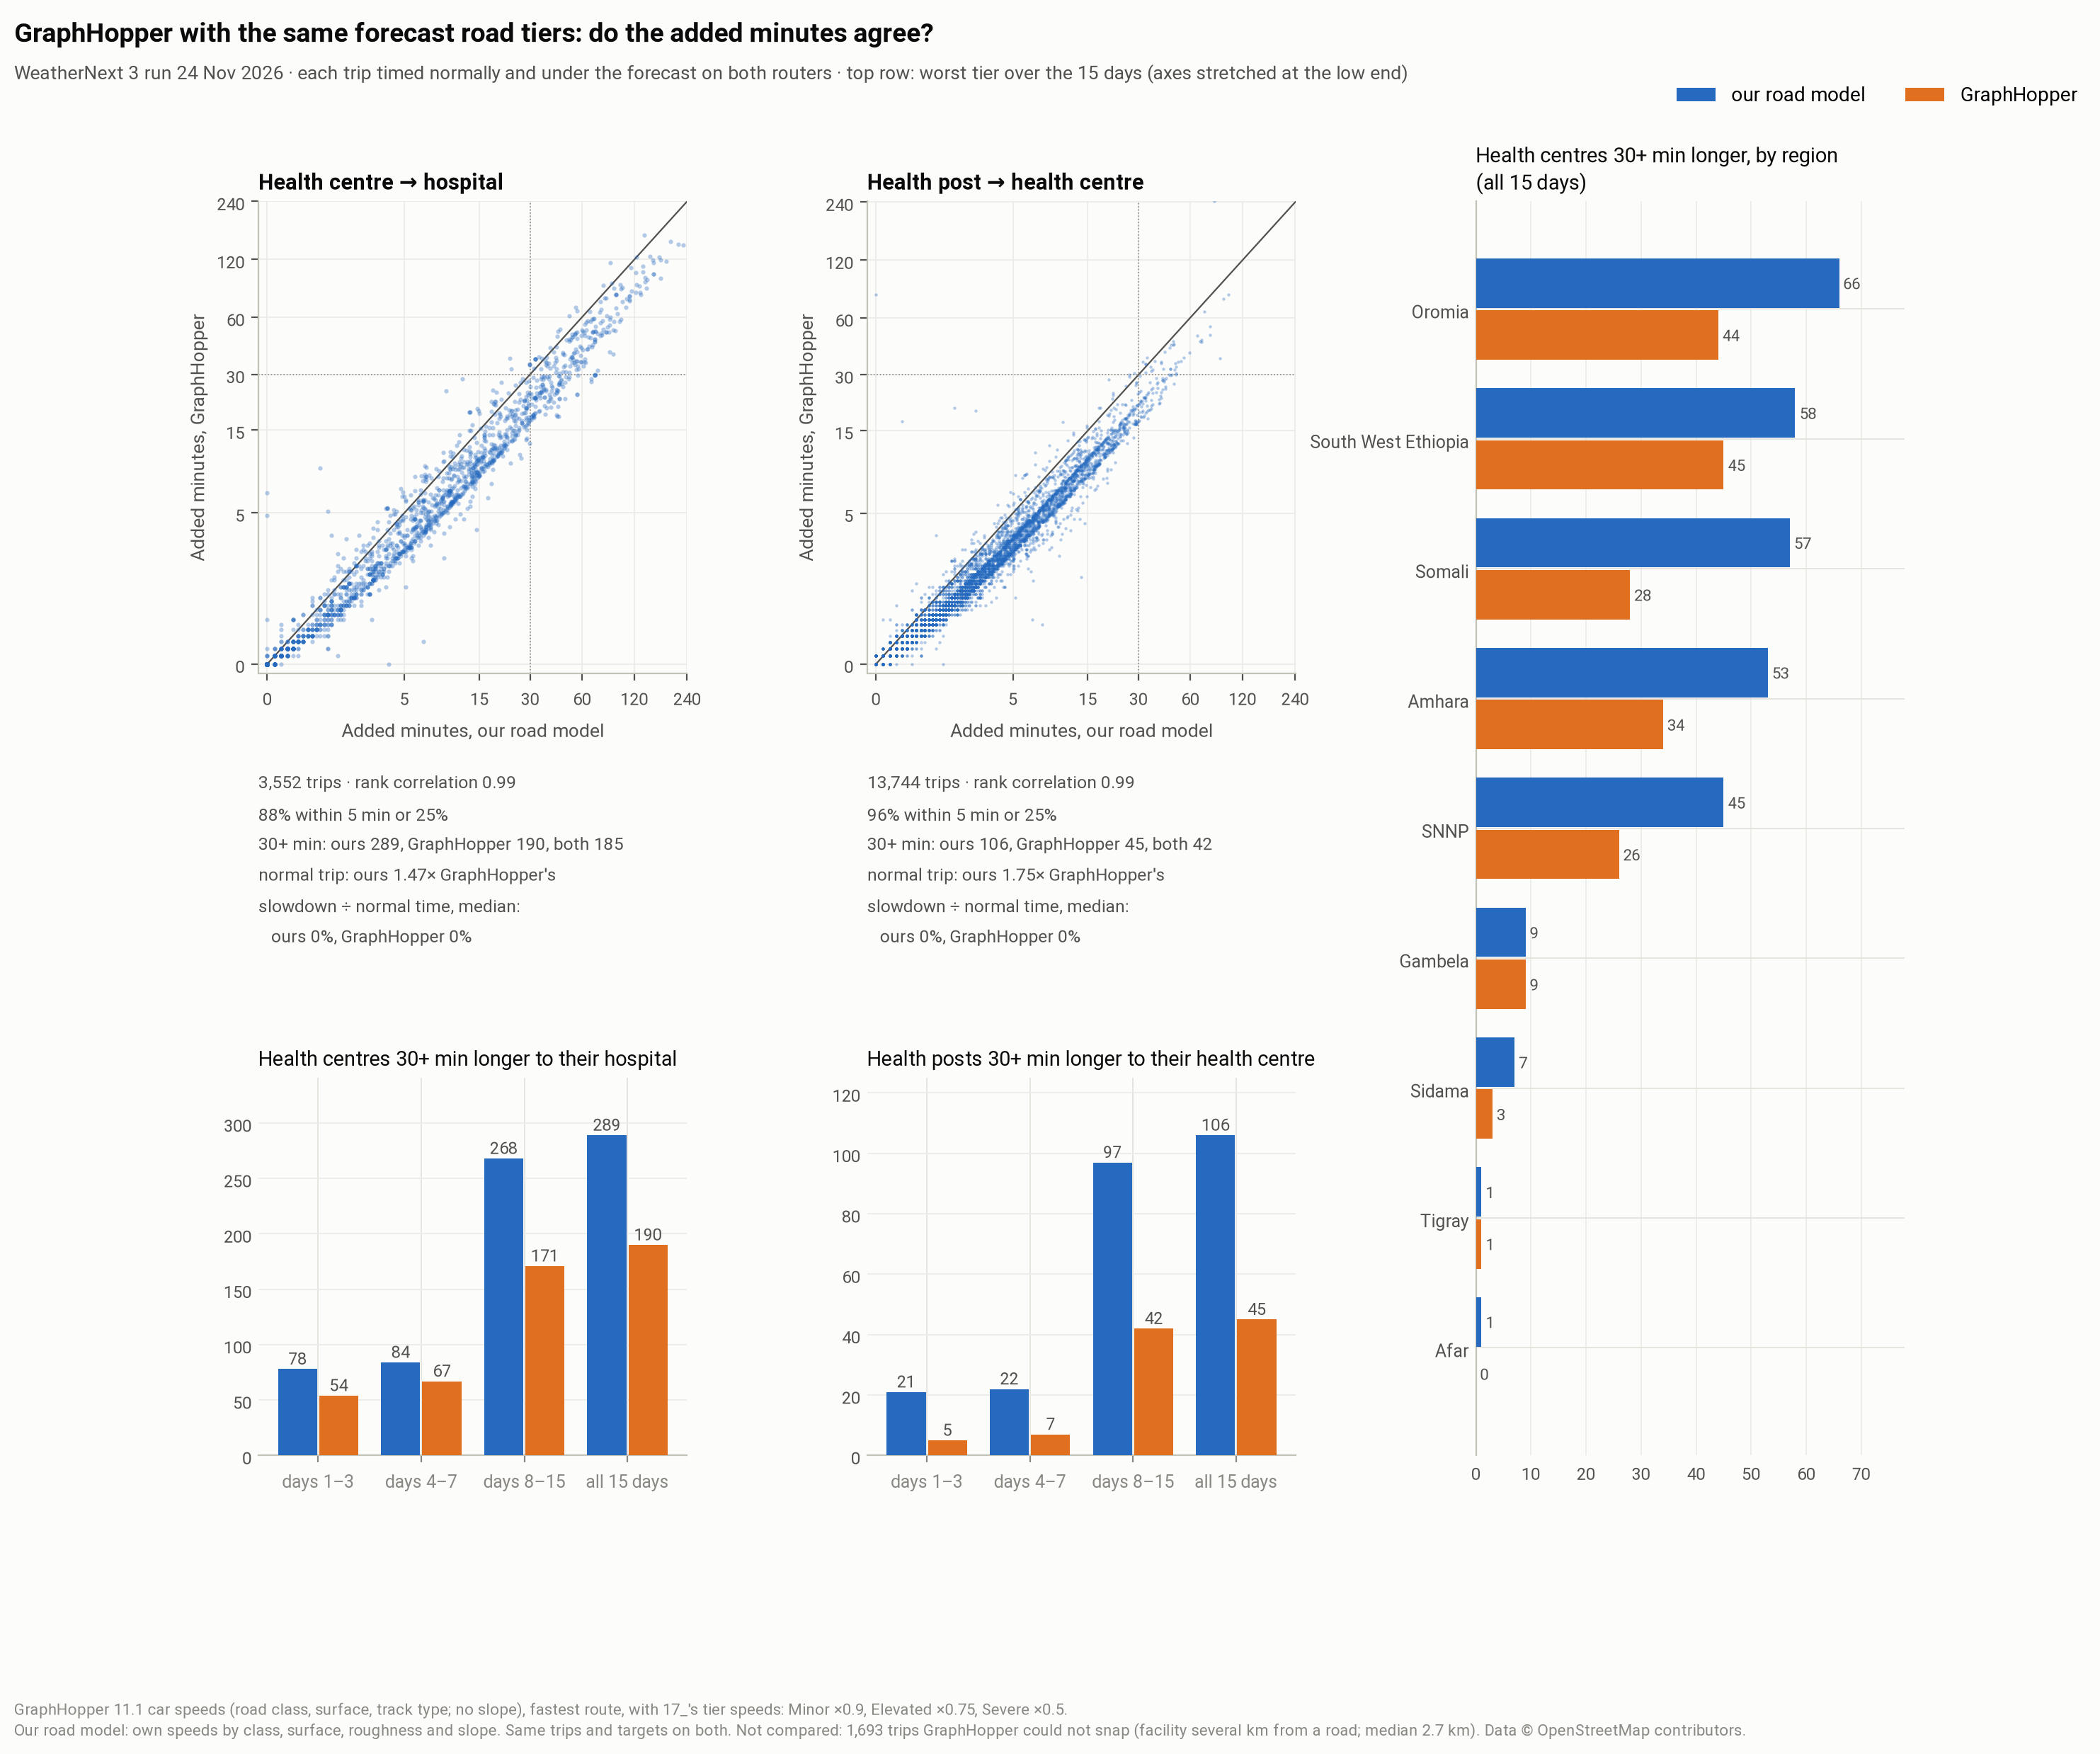 GraphHopper with the same forecast road tiers: do the added minutes agree?
WeatherNext 3 run 24 Nov 2026 · each trip timed normally and under the forecast on both routers · top row: worst tier over the 15 days (axes stretched at the low end)
our road model
GraphHopper
Health centre → hospital
240
120
60
30
15
5
0
Added minutes, GraphHopper
0
5
15
30
60
120
240
Added minutes, our road model
3,552 trips · rank correlation 0.99
88% within 5 min or 25%
30+ min: ours 289, GraphHopper 190, both 185
normal trip: ours 1.47× GraphHopper's
slowdown ÷ normal time, median:
ours 0%, GraphHopper 0%
Health post → health centre
240
120
60
30
15
5
0
Added minutes, GraphHopper
0
5
15
30
60
120
240
Added minutes, our road model
13,744 trips · rank correlation 0.99
96% within 5 min or 25%
30+ min: ours 106, GraphHopper 45, both 42
normal trip: ours 1.75× GraphHopper's
slowdown ÷ normal time, median:
ours 0%, GraphHopper 0%
Health centres 30+ min longer, by region
(all 15 days)
Oromia
66
44
South West Ethiopia
58
45
Somali
57
28
Amhara
53
34
SNNP
45
26
Gambela
9
9
Sidama
7
3
Tigray
1
1
Afar
1
0
0
10
20
30
40
50
60
70
Health centres 30+ min longer to their hospital
300
250
200
150
100
50
0
78
54
84
67
268
171
289
190
days 1–3
days 4–7
days 8–15
all 15 days
Health posts 30+ min longer to their health centre
120
100
80
60
40
20
0
21
5
22
7
97
42
106
45
days 1–3
days 4–7
days 8–15
all 15 days
GraphHopper 11.1 car speeds (road class, surface, track type; no slope), fastest route, with 17_'s tier speeds: Minor ×0.9, Elevated ×0.75, Severe ×0.5.
Our road model: own speeds by class, surface, roughness and slope. Same trips and targets on both. Not compared: 1,693 trips GraphHopper could not snap (facility several km from a road; median 2.7 km). Data © OpenStreetMap contributors.